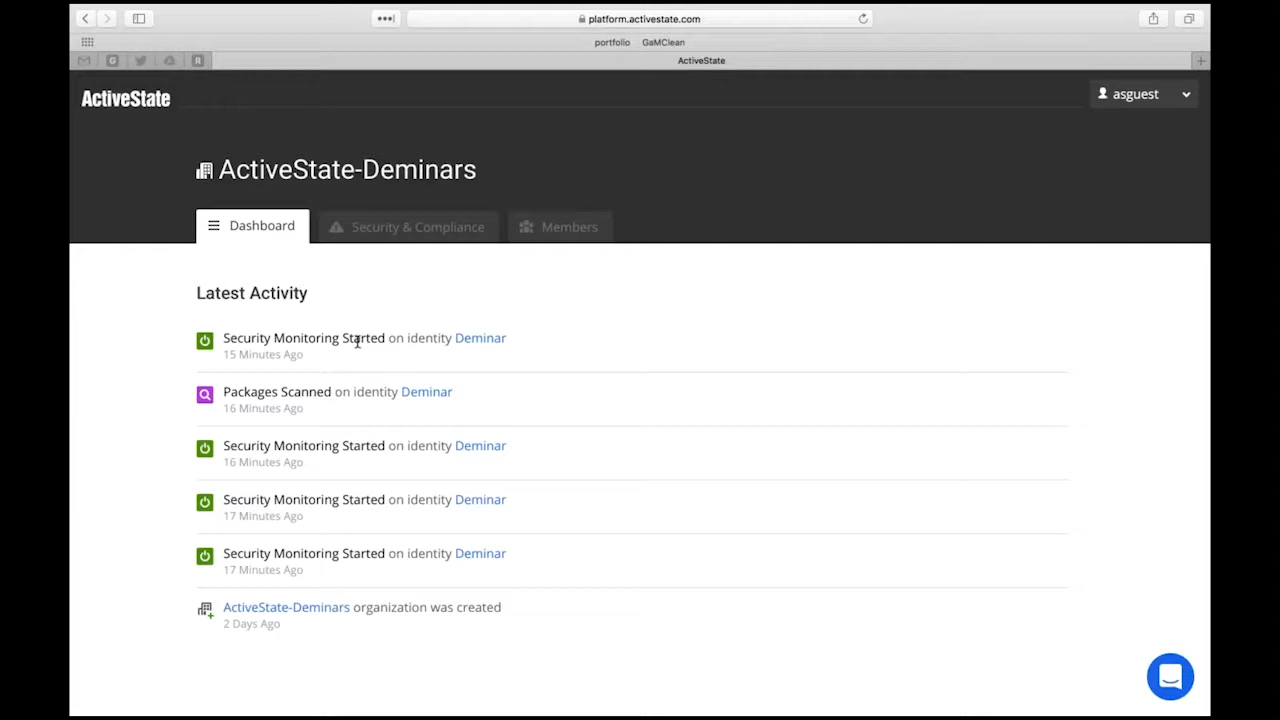 platform.activestate.com
portfolio GaMClean
G R ActiveState
ActiveState
asguest
ActiveState-Deminars
Dashboard Security & Compliance Members
Latest Activity
Security Monitoring Started on identity Deminar
15 Minutes Ago
Packages Scanned on identity Deminar
16 Minutes Ago
Security Monitoring Started on identity Deminar
16 Minutes Ago
Security Monitoring Started on identity Deminar
17 Minutes Ago
Security Monitoring Started on identity Deminar
17 Minutes Ago
ActiveState-Deminars organization was created
2 Days Ago